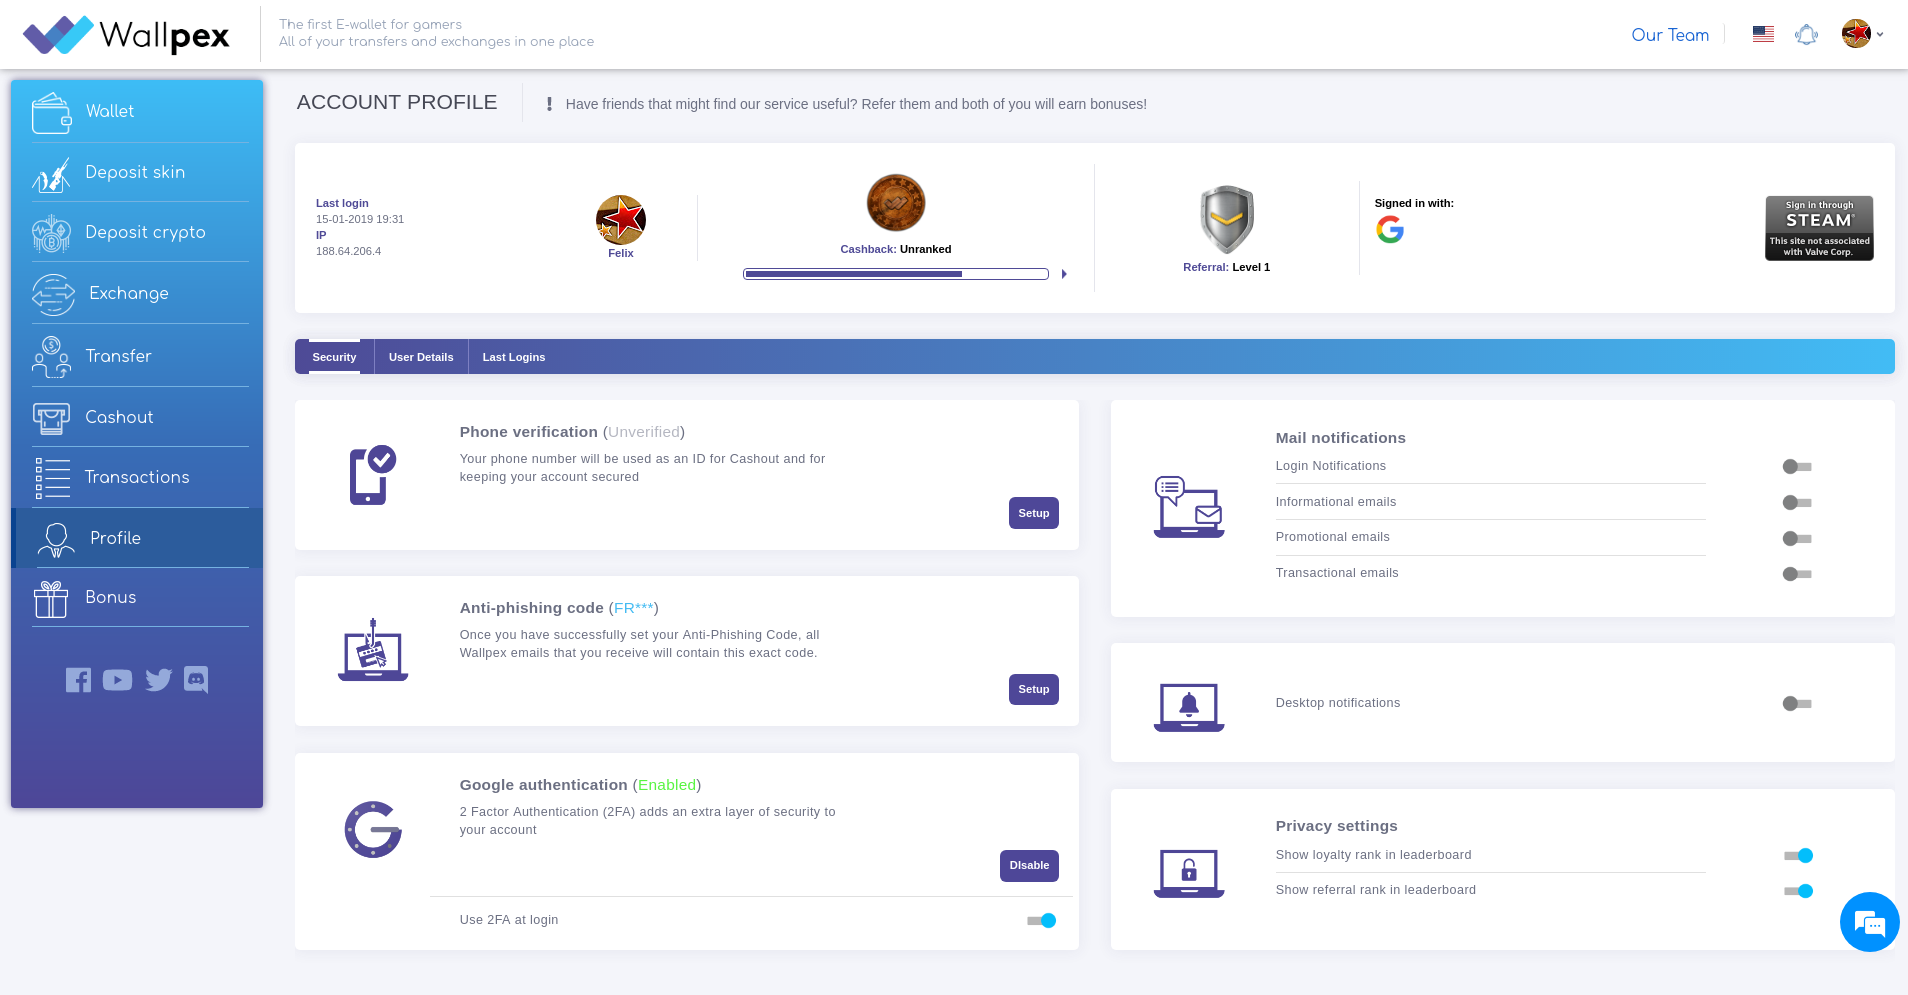 Wallpex
The first E-wallet for gamers
All of your transfers and exchanges in one place
Our Team
Wallet
Deposit skin
Deposit crypto
Exchange
Transfer
Cashout
Transactions
Profile
Bonus
ACCOUNT PROFILE
! Have friends that might find our service useful? Refer them and both of you will earn bonuses!
Last login
15-01-2019 19:31
IP
188.64.206.4
Felix
Cashback: Unranked
Referral: Level 1
Signed in with:
Sign in through
STEAM®
This site not associated
with Valve Corp.
Security
User Details
Last Logins
Phone verification (Unverified)
Your phone number will be used as an ID for Cashout and for
keeping your account secured
Setup
Anti-phishing code (FR***)
Once you have successfully set your Anti-Phishing Code, all
Wallpex emails that you receive will contain this exact code.
Setup
Google authentication (Enabled)
2 Factor Authentication (2FA) adds an extra layer of security to
your account
DIsable
Use 2FA at login
Mail notifications
Login Notifications
Informational emails
Promotional emails
Transactional emails
Desktop notifications
Privacy settings
Show loyalty rank in leaderboard
Show referral rank in leaderboard